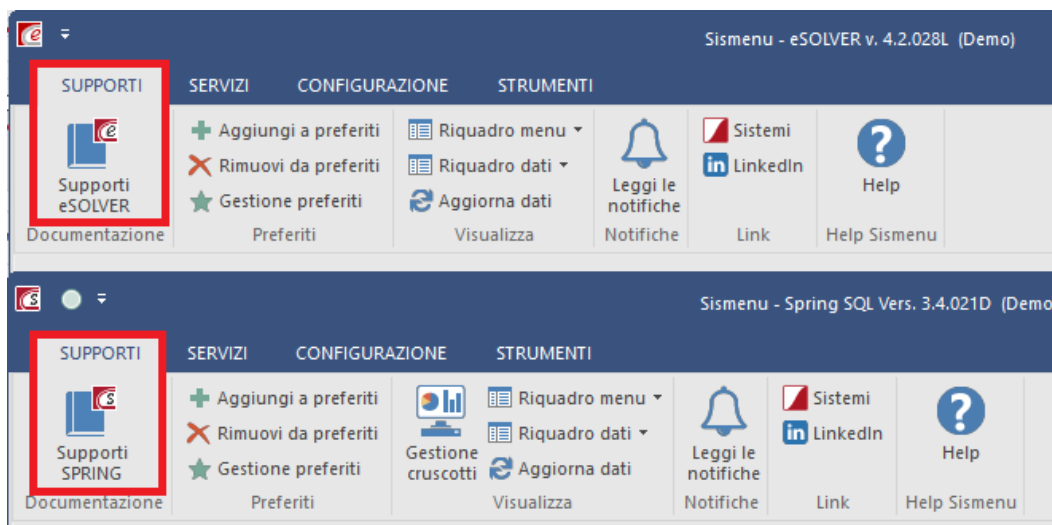 Sismenu - eSOLVER v. 4.2.028L (Demo)
SUPPORTI SERVIZI CONFIGURAZIONE STRUMENTI
Supporti
eSOLVER
Documentazione
Aggiungi a preferiti
Rimuovi da preferiti
Gestione preferiti
Preferiti
Riquadro menu
Riquadro dati
Aggiorna dati
Visualizza
Leggi le
notifiche
Notifiche
Sistemi
in LinkedIn
Link
?
Help
Help Sismenu
Sismenu - Spring SQL Vers. 3.4.021D (Demo
SUPPORTI SERVIZI CONFIGURAZIONE STRUMENTI
Supporti
SPRING
Documentazione
Aggiungi a preferiti
Rimuovi da preferiti
Gestione preferiti
Preferiti
Gestione
cruscotti
Riquadro menu
Riquadro dati
Aggiorna dati
Visualizza
Leggi le
notifiche
Notifiche
Sistemi
in LinkedIn
Link
?
Help
Help Sismenu